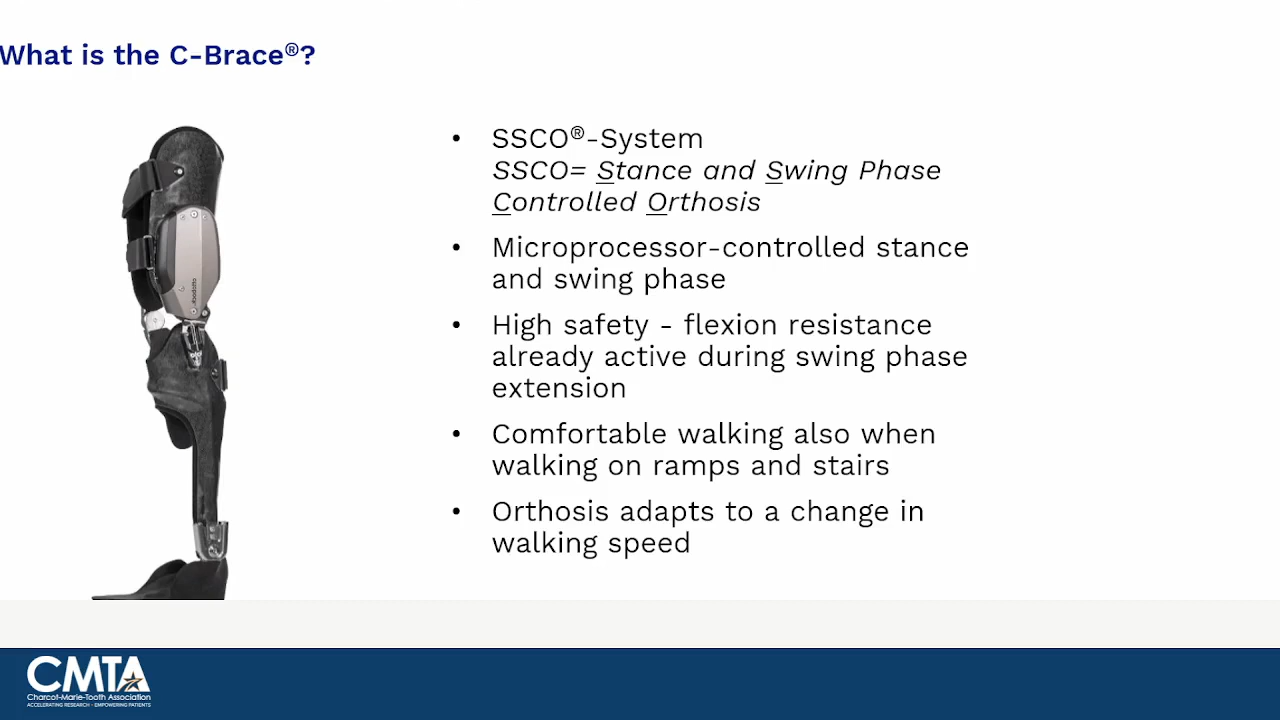 What is the C-Brace®?
• SSCO®-System
SSCO= Stance and Swing Phase
Controlled Orthosis
• Microprocessor-controlled stance
and swing phase
• High safety - flexion resistance
already active during swing phase
extension
• Comfortable walking also when
walking on ramps and stairs
• Orthosis adapts to a change in
walking speed
ottobock
CMTA
Charcot-Marie-Tooth Association
ACCELERATING RESEARCH • EMPOWERING PATIENTS